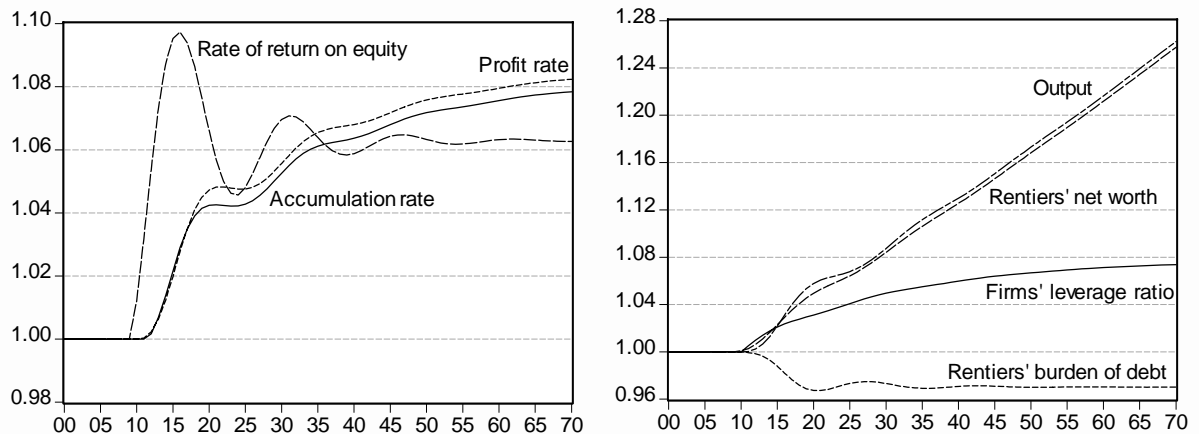 1.10
1.08
1.06
1.04
1.02
1.00
0.98
Rate of return on equity
Profit rate
Accumulation rate
00 05 10 15 20 25 30 35 40 45 50 55 60 65 70
1.28
1.24
1.20
1.16
1.12
1.08
1.04
1.00
0.96
Output
Rentiers' net worth
Firms' leverage ratio
Rentiers' burden of debt
00 05 10 15 20 25 30 35 40 45 50 55 60 65 70